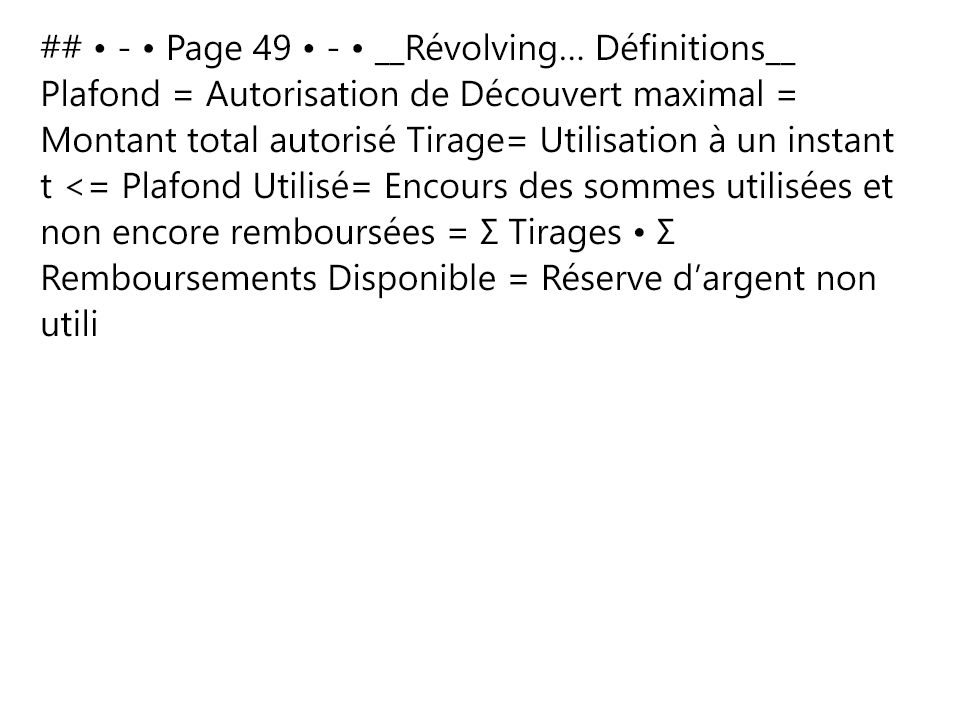 ## • - • Page 49 • - • __Révolving… Définitions__
Plafond = Autorisation de Découvert maximal =
Montant total autorisé Tirage= Utilisation à un instant
t <= Plafond Utilisé= Encours des sommes utilisées et
non encore remboursées = Σ Tirages • Σ
Remboursements Disponible = Réserve d’argent non
utili